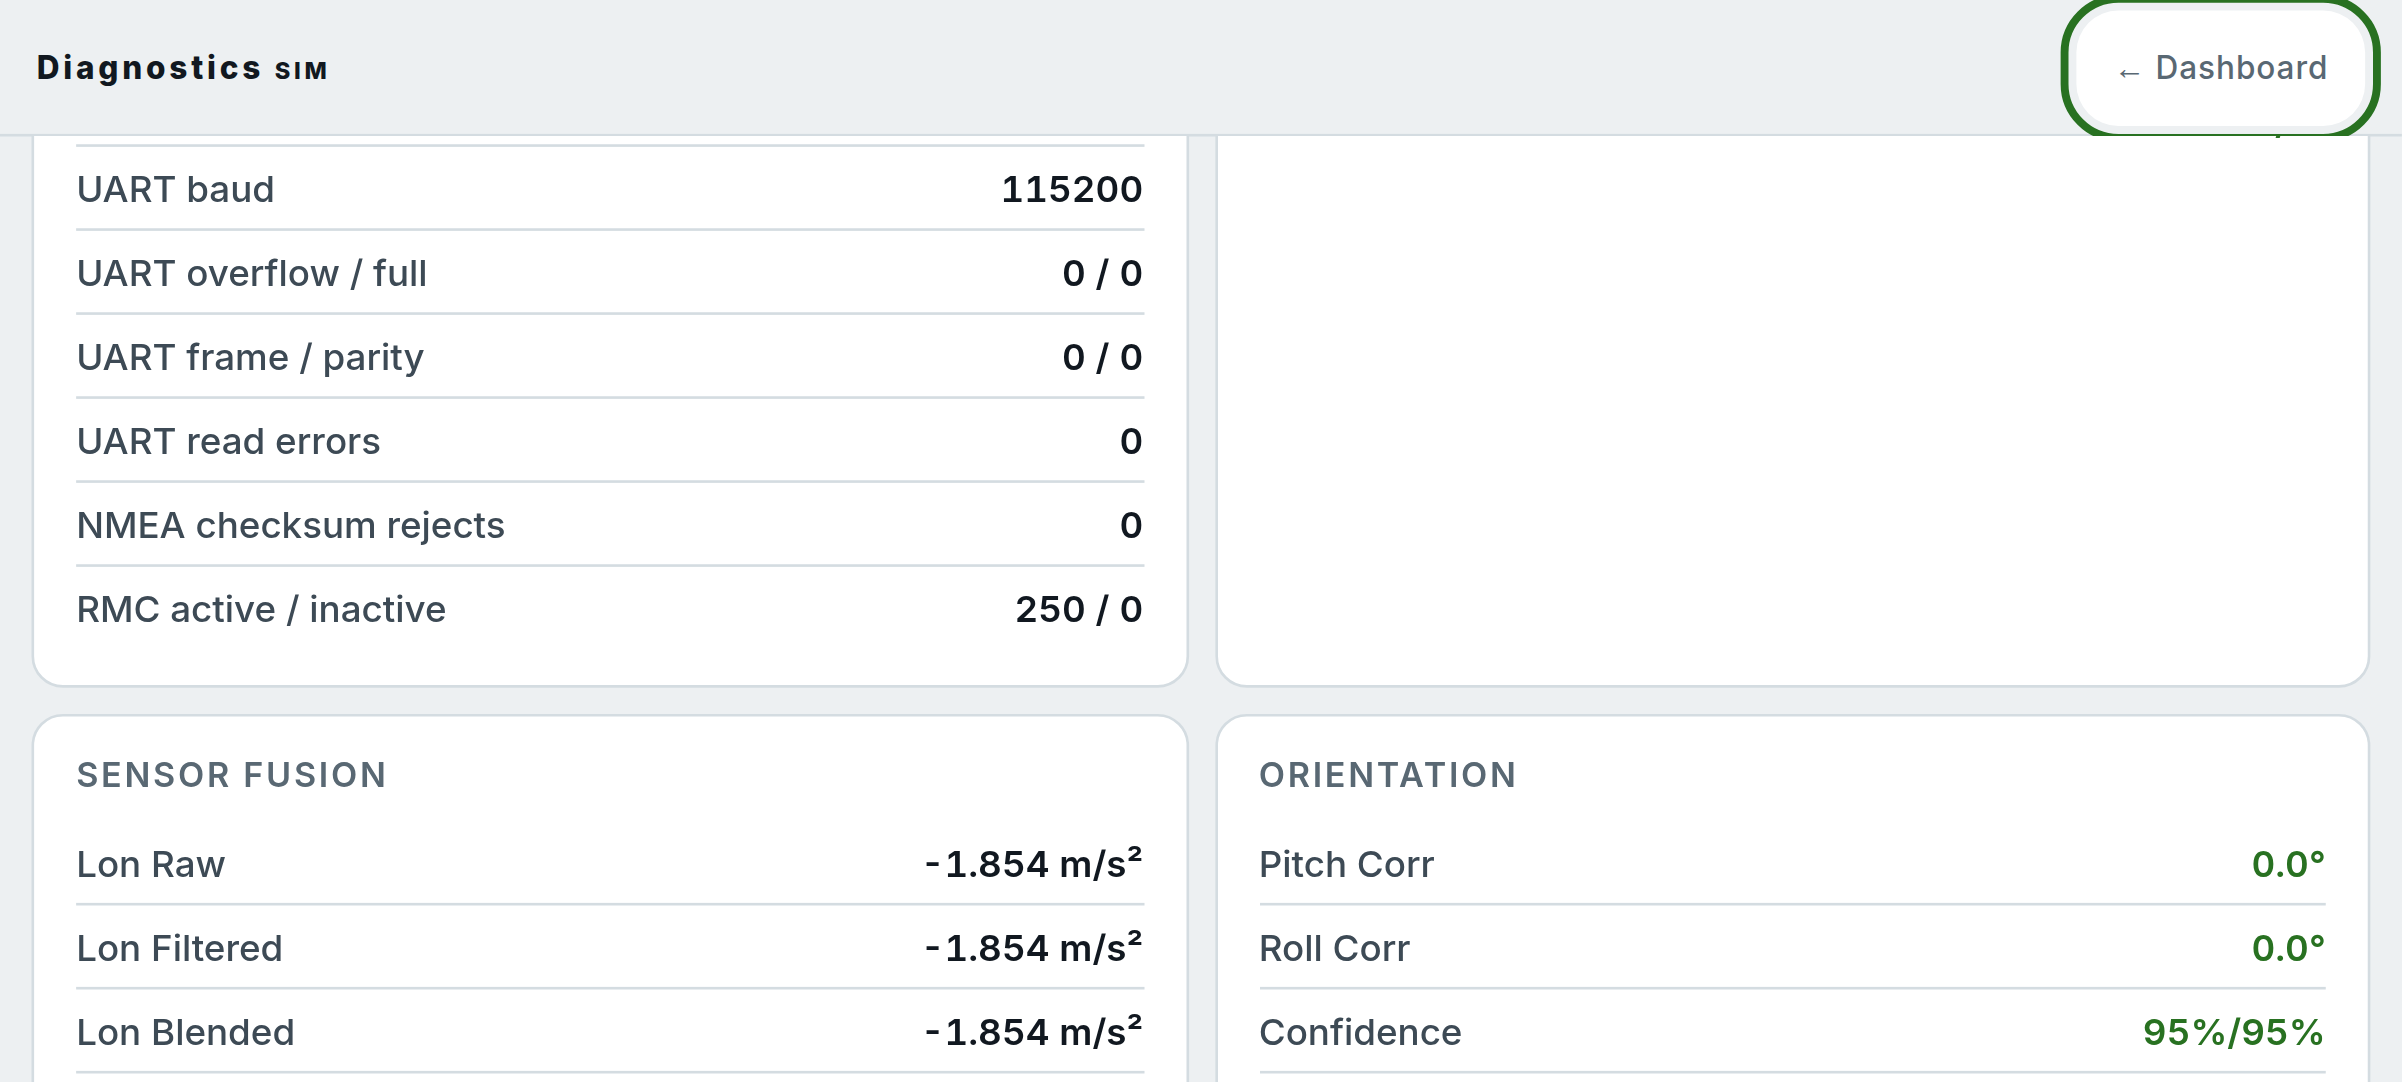 Diagnostics SIM
← Dashboard
UART baud 115200
UART overflow / full 0 / 0
UART frame / parity 0 / 0
UART read errors 0
NMEA checksum rejects 0
RMC active / inactive 250 / 0
SENSOR FUSION
Lon Raw -1.854 m/s²
Lon Filtered -1.854 m/s²
Lon Blended -1.854 m/s²
ORIENTATION
Pitch Corr 0.0°
Roll Corr 0.0°
Confidence 95%/95%